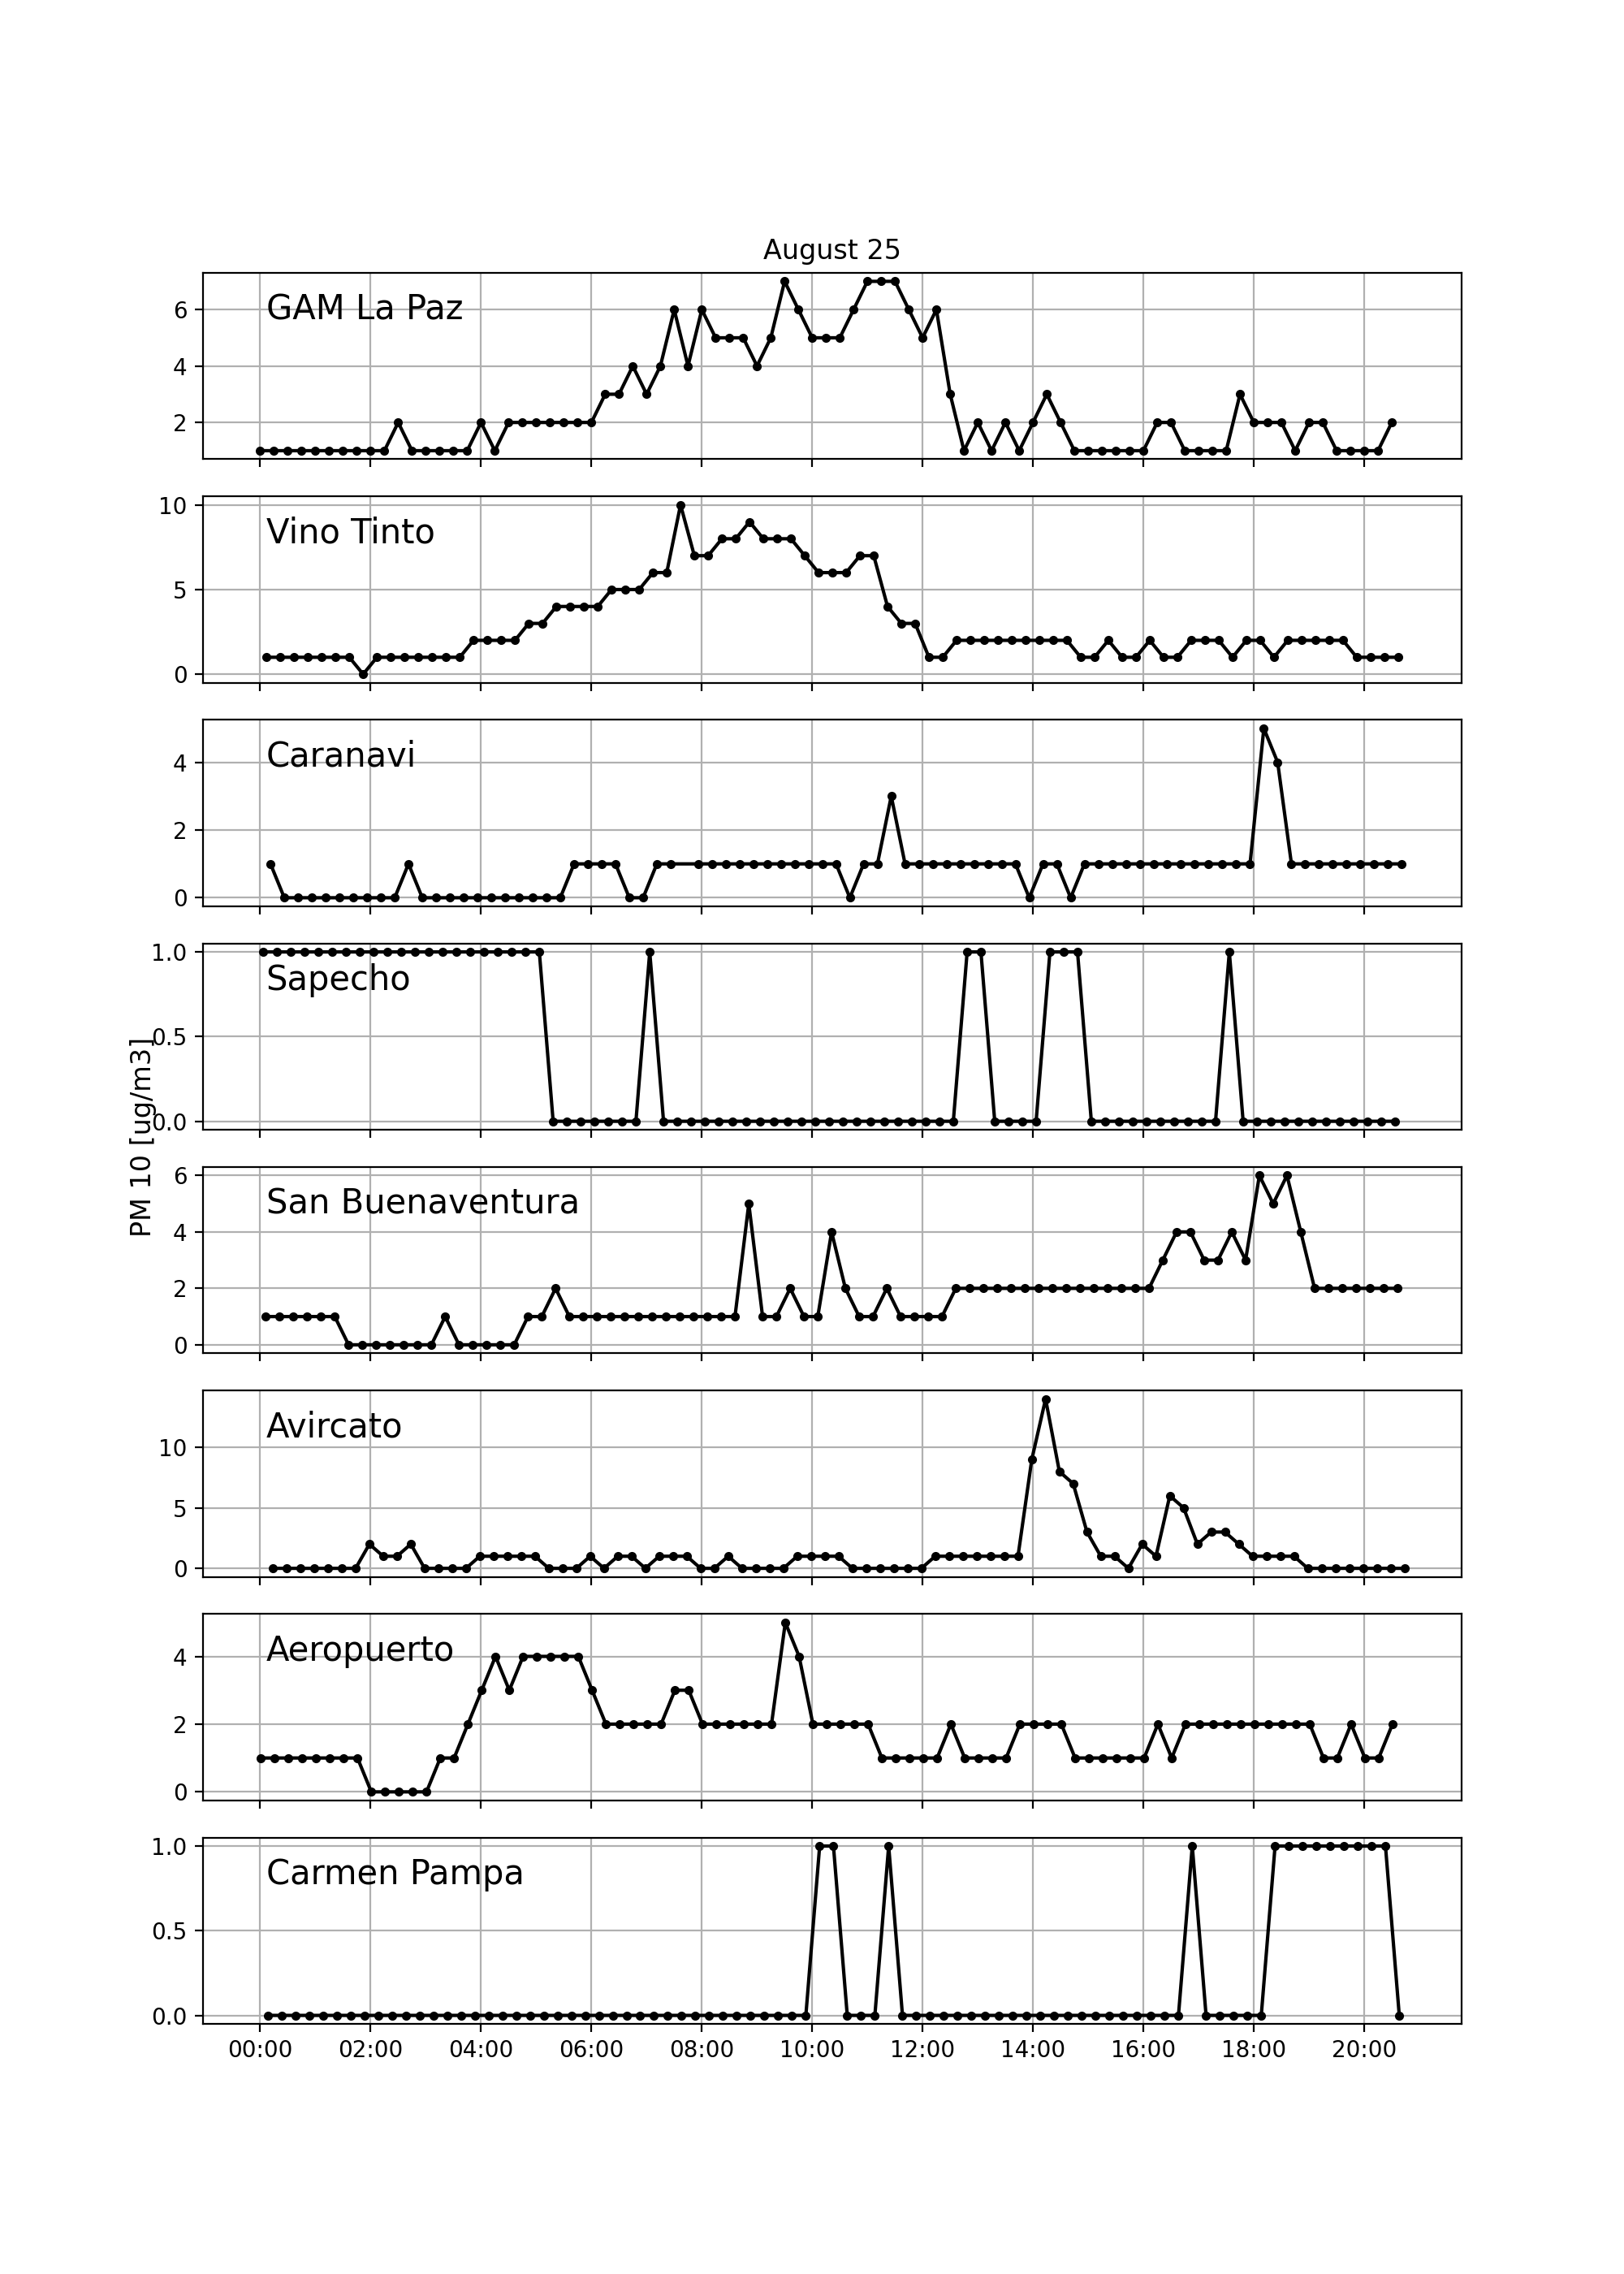 August 25
GAM La Paz
6
4
2
Vino Tinto
10
5
0
Caranavi
4
2
0
Sapecho
1.0
0.5
0.0
PM 10 [ug/m3]
San Buenaventura
6
4
2
0
Avircato
10
5
0
Aeropuerto
4
2
0
Carmen Pampa
1.0
0.5
0.0
00:00 02:00 04:00 06:00 08:00 10:00 12:00 14:00 16:00 18:00 20:00